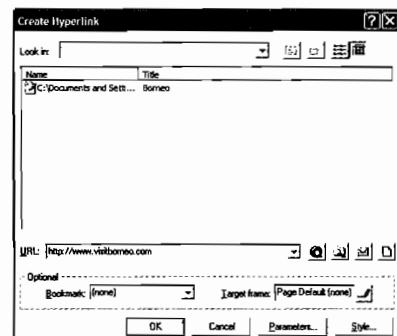 Create Hyperlink
Look in:
Name Title
C:\Documents and Setti... Borneo
URL: http://www.visitborneo.com
Optional
Bookmark: (none) Target frame: Page Default (none)
OK Cancel Parameters... Style...